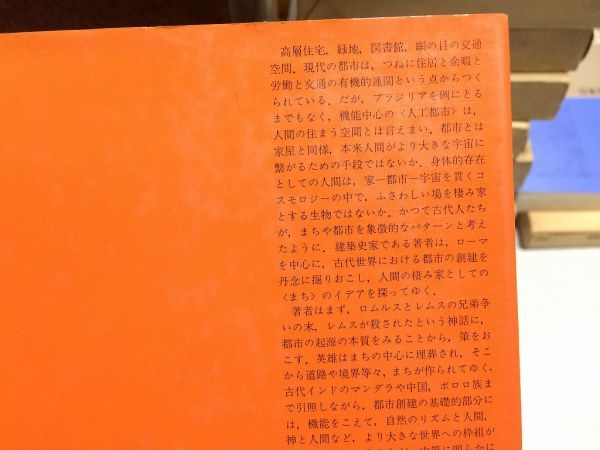 高層住宅，緑地，図書館，網の目の交通
空間．現代の都市は，つねに住居と余暇と
労働と交通の有機的連関という点からつく
られている．だが，ブラジリアを例にとる
までもなく，機能中心の〈人工都市〉は，
人間の住まう空間とは言えまい．都市とは
家屋と同様，本来人間がより大きな宇宙に
繋がるための手段ではないか．身体的存在
としての人間は，家―都市―宇宙を貫くコ
スモロジーの中で，ふさわしい場を棲み家
とする生物ではないか．かつて古代人たち
が，まちや都市を象徴的なパターンと考え
たように．建築史家である著者は，ローマ
を中心に，古代世界における都市の創建を
丹念に掘りおこし，人間の棲み家としての
〈まち〉のイデアを探ってゆく．
著者はまず，ロムルスとレムスの兄弟争
いの末，レムスが殺されたという神話に，
都市の起源の本質をみることから，筆をお
こす．英雄はまちの中心に埋葬され，そこ
から道路や境界等々，まちが作られてゆく．
古代インドのマンダラや中国，ボロロ族ま
で引照しながら，都市創建の基礎的部分に
は，機能をこえて，自然のリズムと人間，
神と人間など，より大きな世界への枠組が